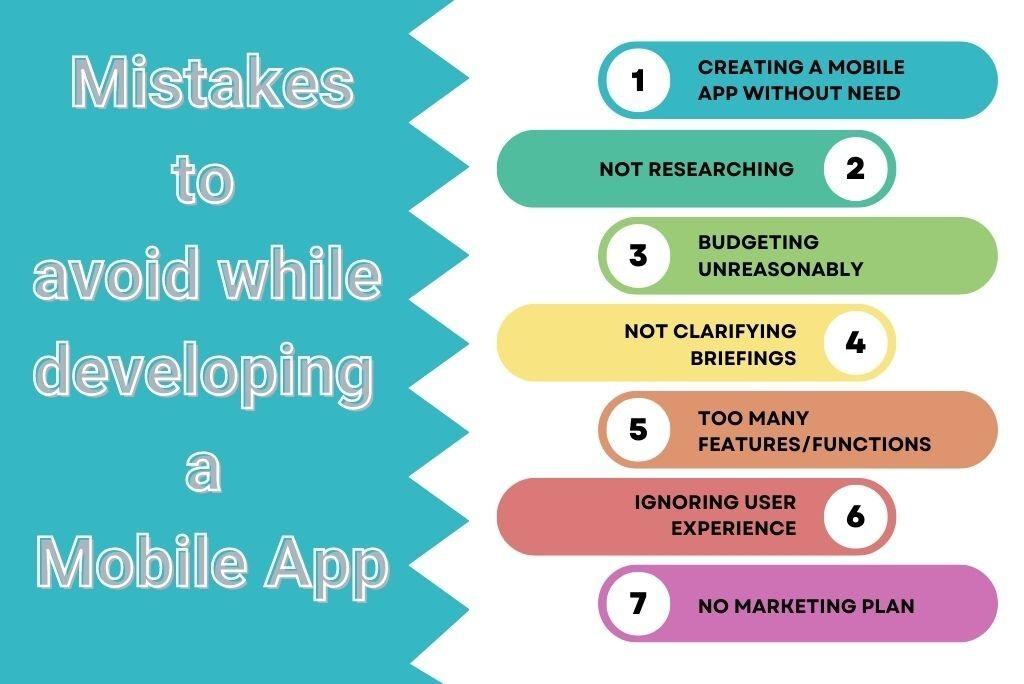 Mistakes
to
avoid while
developing
a
Mobile App
1
CREATING A MOBILE
APP WITHOUT NEED
NOT RESEARCHING
2
3
BUDGETING
UNREASONABLY
NOT CLARIFYING
BRIEFINGS
4
5
TOO MANY
FEATURES/FUNCTIONS
IGNORING USER
EXPERIENCE
6
7
NO MARKETING PLAN